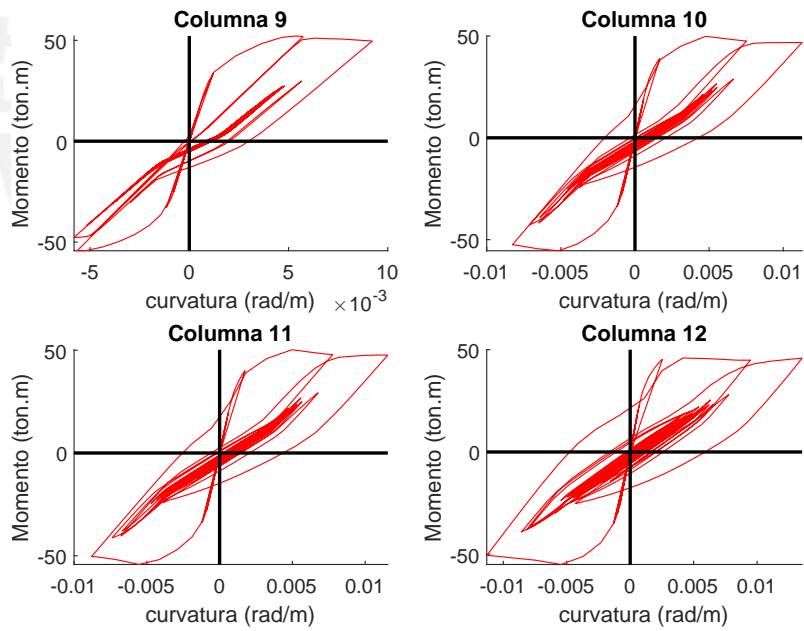 Columna 9
50
0
-50
Momento (ton.m)
-5
0
5
10
curvatura (rad/m)
×10⁻³
Columna 10
50
0
-50
Momento (ton.m)
-0.01
-0.005
0
0.005
0.01
curvatura (rad/m)
Columna 11
50
0
-50
Momento (ton.m)
-0.01
-0.005
0
0.005
0.01
curvatura (rad/m)
Columna 12
50
0
-50
Momento (ton.m)
-0.01
-0.005
0
0.005
0.01
curvatura (rad/m)